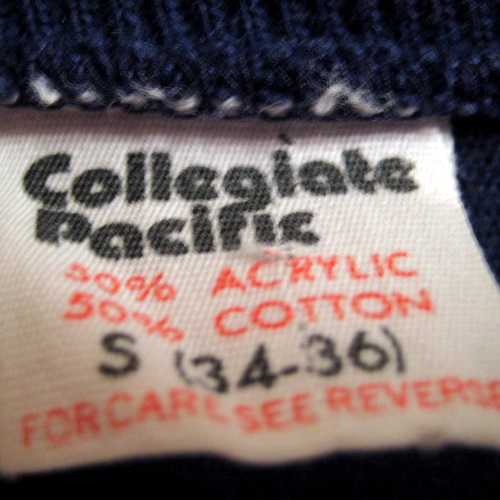 Collegiate
Pacific
50% ACRYLIC
50% COTTON
S (34-36)
FOR CARE SEE REVERSE